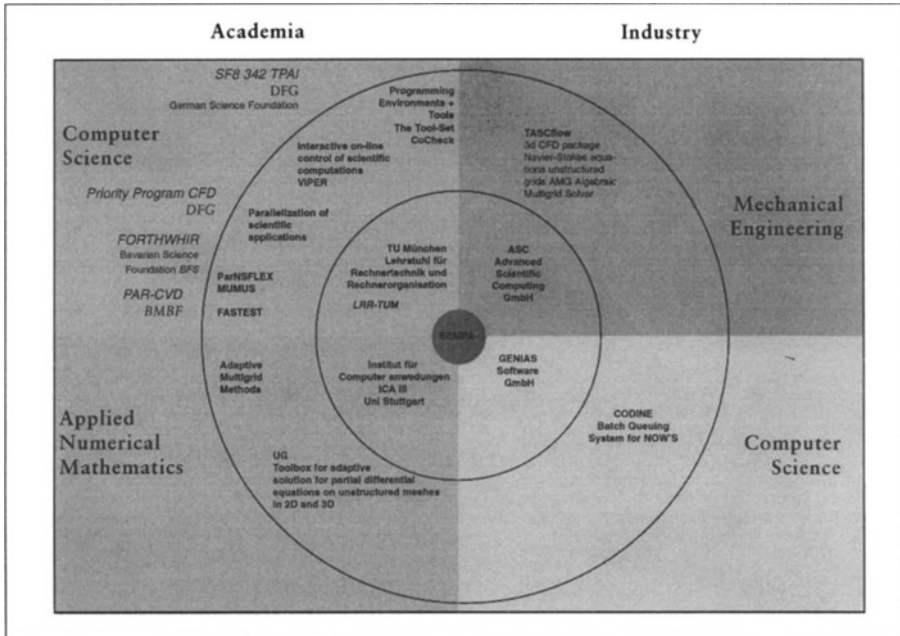 Academia
Industry
SF8 342 TPAI
DFG
German Science Foundation
Computer
Science
Priority Program CFD
DFG
FORTHWHIR
Bavarian Science
Foundation BFS
PAR-CVD
BMBF
Programming
Environments +
Tools
The Tool-Set
CoCheck
Interactive on-line
control of scientific
computations
VIPER
Parallelization of
scientific
applications
ParNSFLEX
MUMUS
FASTEST
TU München
Lehrstuhl für
Rechnertechnik und
Rechnerorganisation
LRR-TUM
TASCflow
3d CFD package
Navier-Stokes equa-
tions unstructured
grids AMG Algebraic
Multigrid Solver
ASC
Advanced
Scientific
Computing
GmbH
Mechanical
Engineering
Adaptive
Multigrid
Methods
Institut für
Computer anwedungen
ICA III
Uni Stuttgart
Applied
Numerical
Mathematics
UG
Toolbox for adaptive
solution for partial differential
equations on unstructured meshes
in 2D and 3D
GENIAS
Software
GmbH
CODINE
Batch Queuing
System for NOW'S
Computer
Science